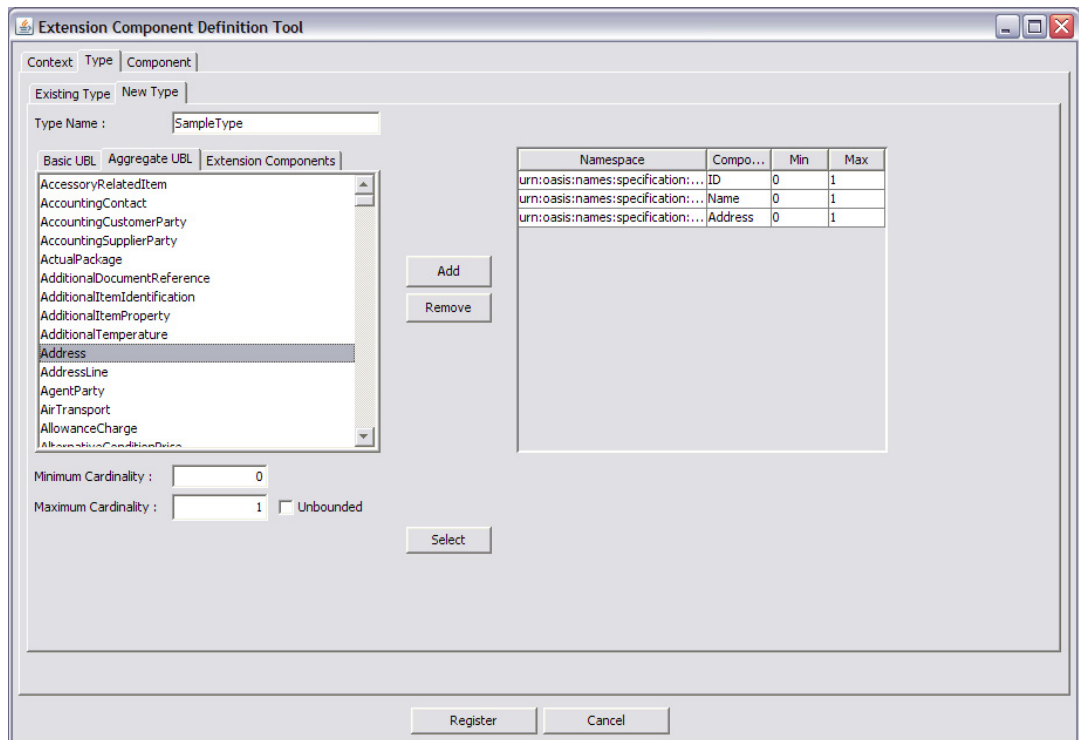 Extension Component Definition Tool
Context Type Component
Existing Type New Type
Type Name : SampleType
Basic UBL Aggregate UBL Extension Components
AccessoryRelatedItem
AccountingContact
AccountingCustomerParty
AccountingSupplierParty
ActualPackage
AdditionalDocumentReference
AdditionalItemIdentification
AdditionalItemProperty
AdditionalTemperature
Address
AddressLine
AgentParty
AirTransport
AllowanceCharge
AlternativeConditionPrice
Minimum Cardinality : 0
Maximum Cardinality : 1 Unbounded
Add
Remove
Select
Namespace Compo... Min Max
urn:oasis:names:specification:... ID 0 1
urn:oasis:names:specification:... Name 0 1
urn:oasis:names:specification:... Address 0 1
Register Cancel